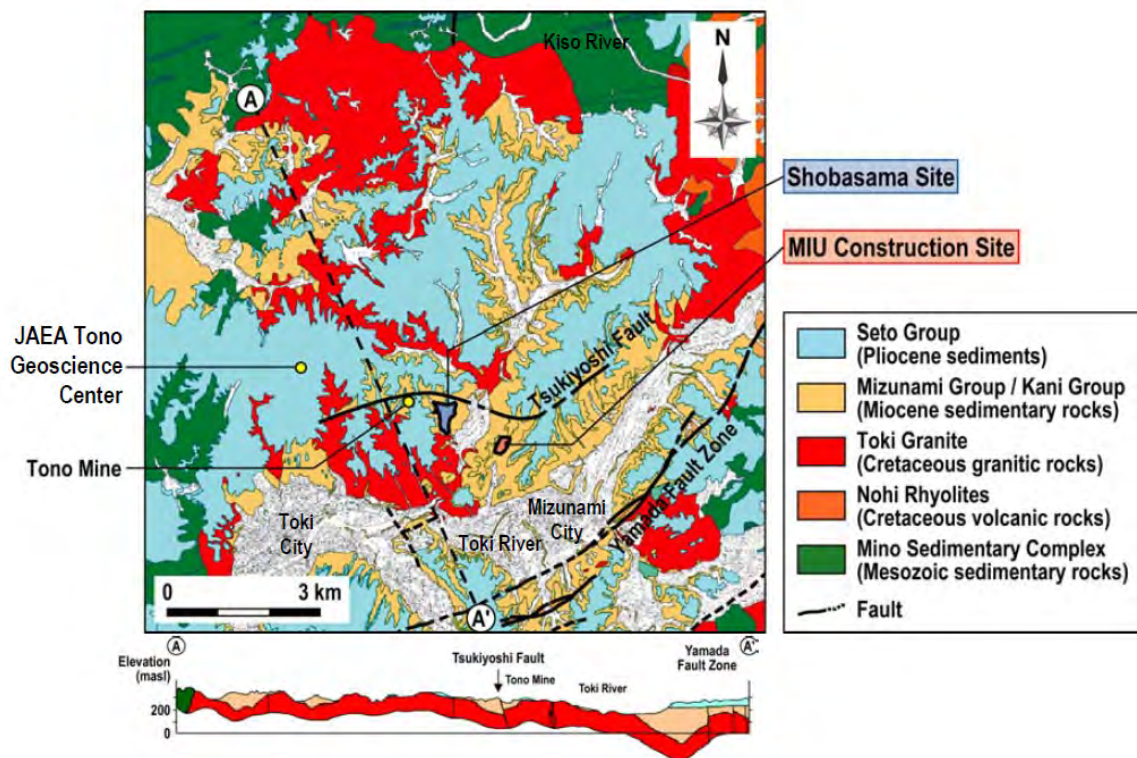 Kiso River
N
A
Shobasama Site
MIU Construction Site
JAEA Tono
Geoscience
Center
Tsukiyoshi Fault
Tono Mine
Yamada Fault Zone
Mizunami
City
Toki
City
Toki River
0 3 km
A'
Seto Group
(Pliocene sediments)
Mizunami Group / Kani Group
(Miocene sedimentary rocks)
Toki Granite
(Cretaceous granitic rocks)
Nohi Rhyolites
(Cretaceous volcanic rocks)
Mino Sedimentary Complex
(Mesozoic sedimentary rocks)
Fault
A
A'
Elevation
(masl)
Tsukiyoshi Fault
Tono Mine
Toki River
Yamada
Fault Zone
200
0